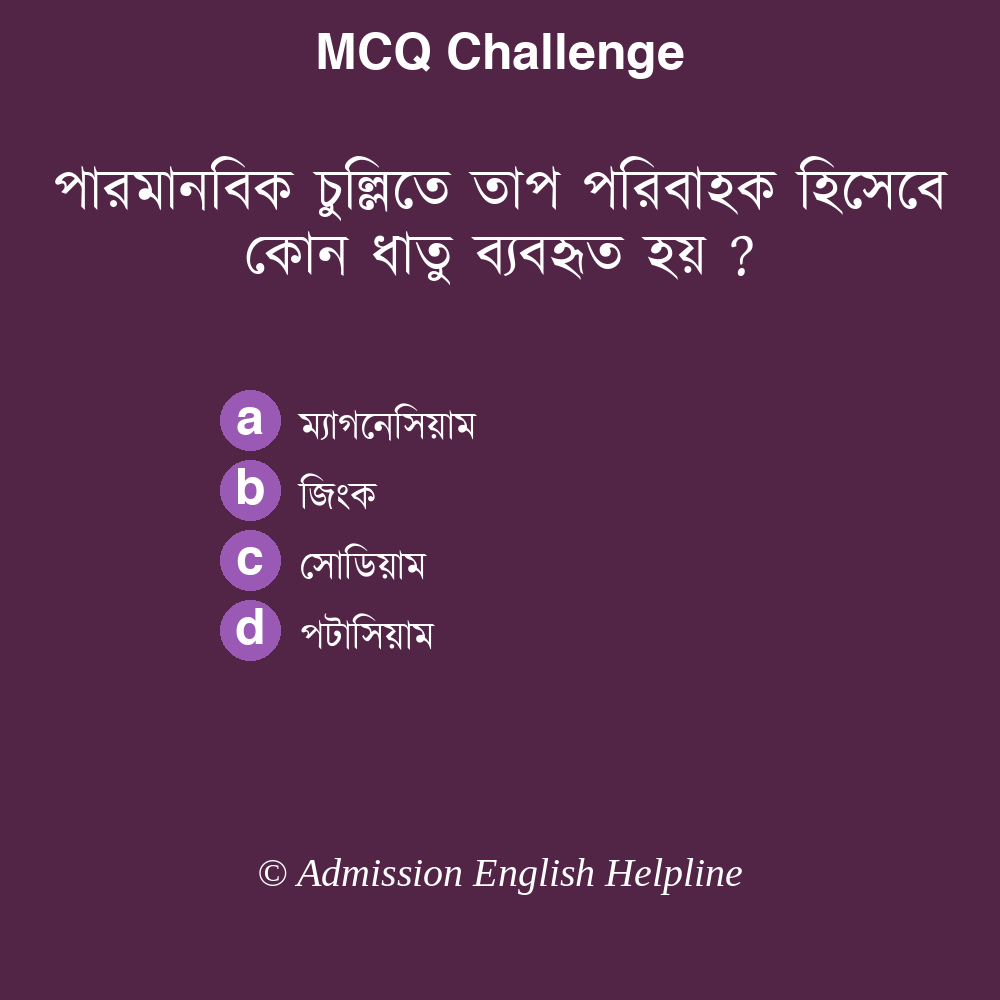 MCQ Challenge
পারমানবিক চুল্লিতে তাপ পরিবাহক হিসেবে
কোন ধাতু ব্যবহৃত হয় ?
a ম্যাগনেসিয়াম
b জিংক
c সোডিয়াম
d পটাসিয়াম
© Admission English Helpline